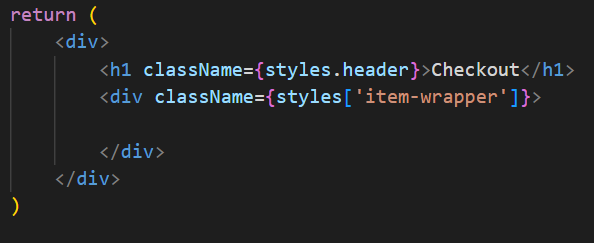 return (
<div>
<h1 className={styles.header}>Checkout</h1>
<div className={styles['item-wrapper']}>
</div>
</div>
)